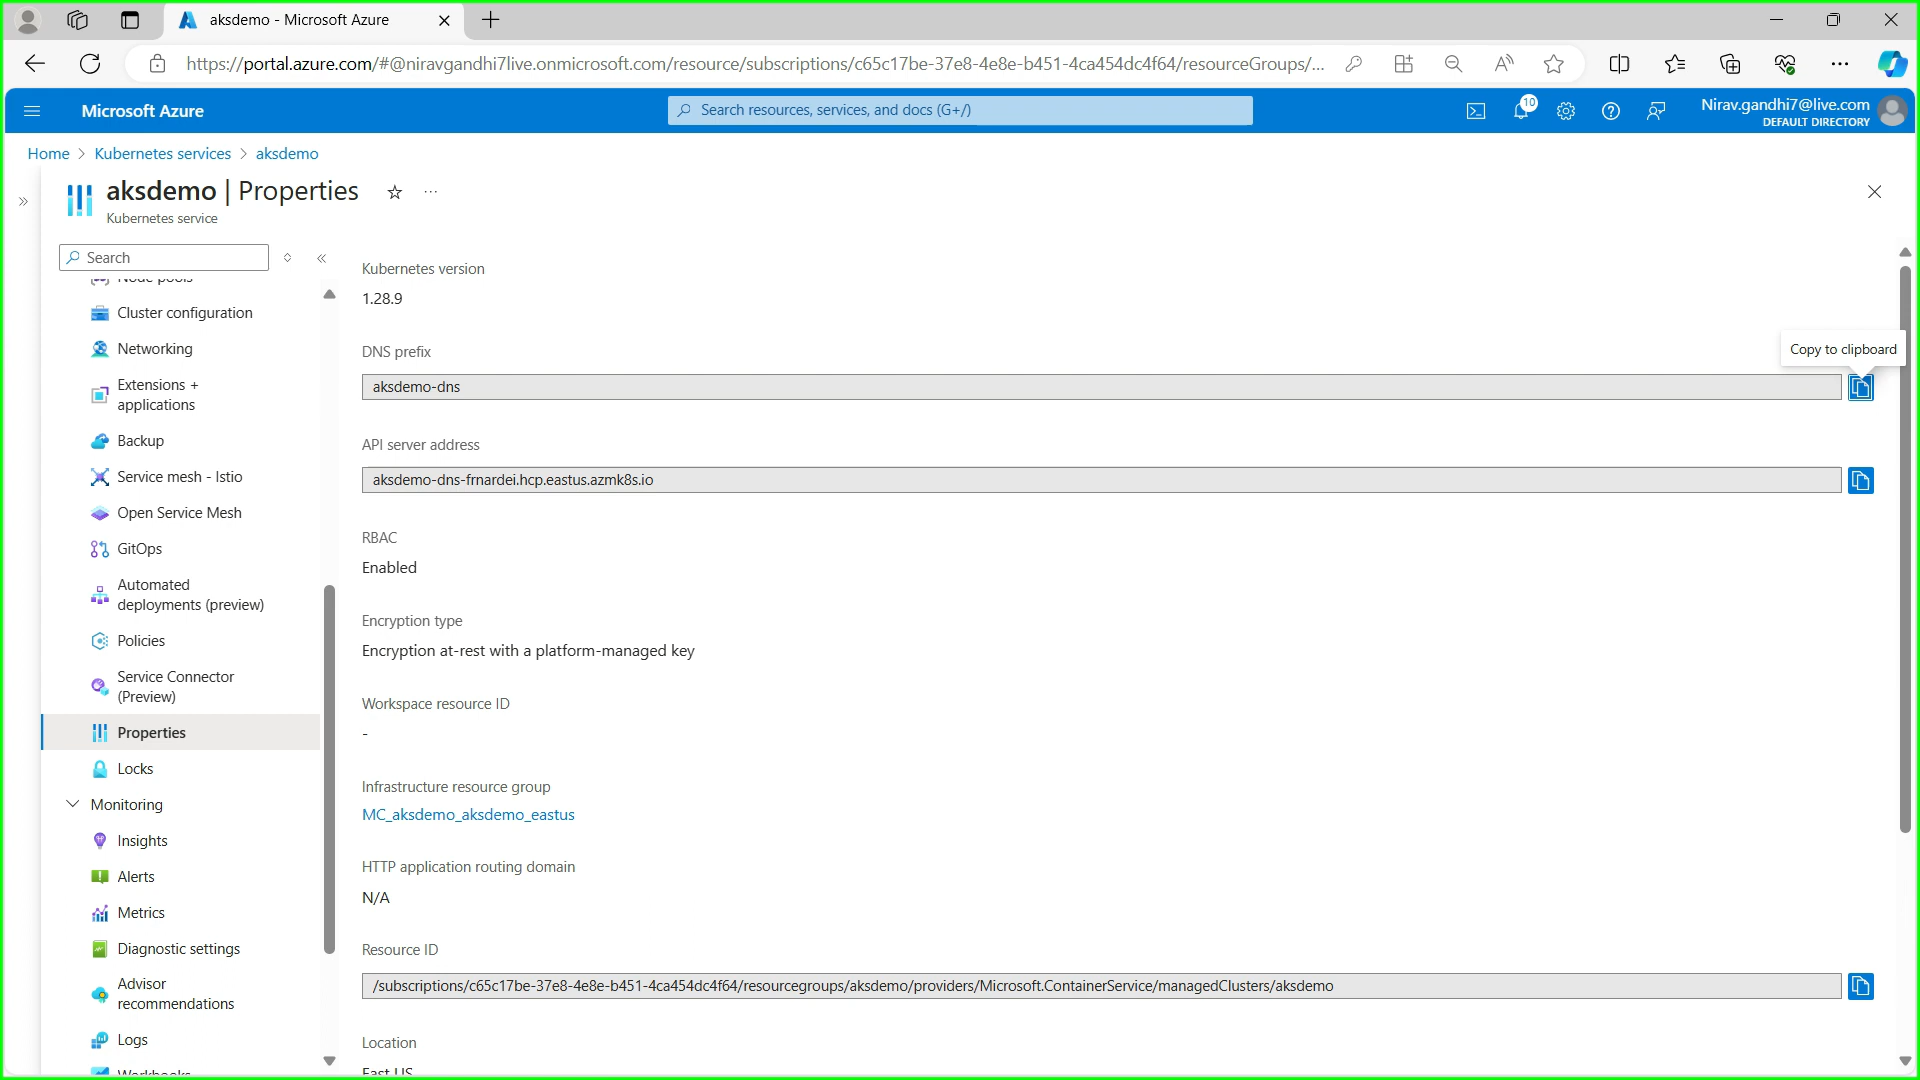 aksdemo - Microsoft Azure
https://portal.azure.com/#@niravgandhi7live.onmicrosoft.com/resource/subscriptions/c65c17be-37e8-4e8e-b451-4ca454dc4f64/resourceGroups/...
Microsoft Azure
Search resources, services, and docs (G+/)
10
Nirav.gandhi7@live.com
DEFAULT DIRECTORY
Home > Kubernetes services > aksdemo
aksdemo | Properties
Kubernetes service
Search
Node pools
Cluster configuration
Networking
Extensions +
applications
Backup
Service mesh - Istio
Open Service Mesh
GitOps
Automated
deployments (preview)
Policies
Service Connector
(Preview)
Properties
Locks
Monitoring
Insights
Alerts
Metrics
Diagnostic settings
Advisor
recommendations
Logs
Workbooks
Kubernetes version
1.28.9
DNS prefix
Copy to clipboard
aksdemo-dns
API server address
aksdemo-dns-frnardei.hcp.eastus.azmk8s.io
RBAC
Enabled
Encryption type
Encryption at-rest with a platform-managed key
Workspace resource ID
-
Infrastructure resource group
MC_aksdemo_aksdemo_eastus
HTTP application routing domain
N/A
Resource ID
/subscriptions/c65c17be-37e8-4e8e-b451-4ca454dc4f64/resourcegroups/aksdemo/providers/Microsoft.ContainerService/managedClusters/aksdemo
Location
East US